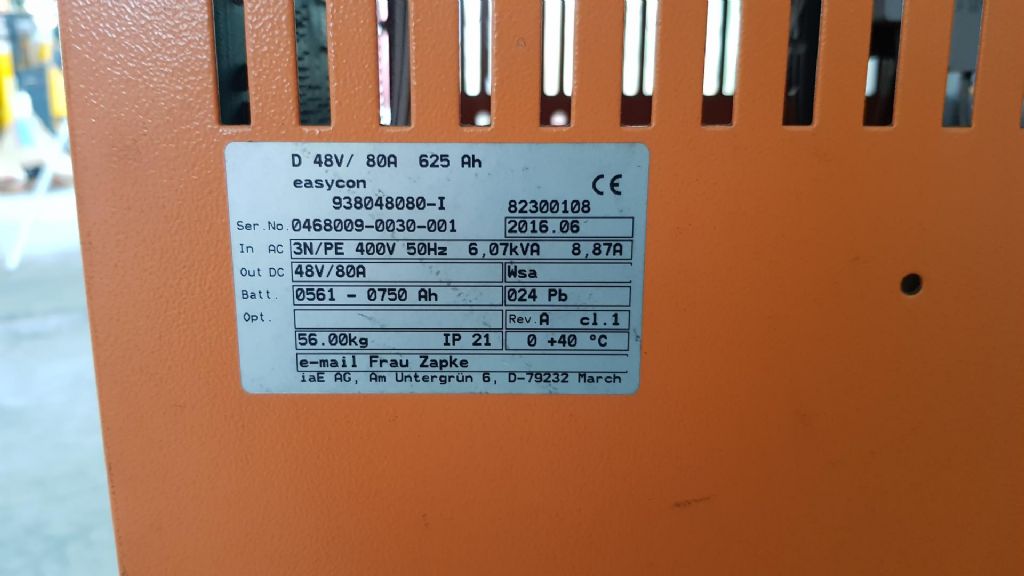 D 48V/ 80A 625 Ah
easycon CE
938048080-I 82300108
Ser.No. 0468009-0030-001 2016.06
In AC 3N/PE 400V 50Hz 6,07kVA 8,87A
Out DC 48V/80A Wsa
Batt. 0561 - 0750 Ah 024 Pb
Opt. Rev. A cl.1
56.00kg IP 21 0 +40 °C
e-mail Frau Zapke
iaE AG, Am Untergrün 6, D-79232 March